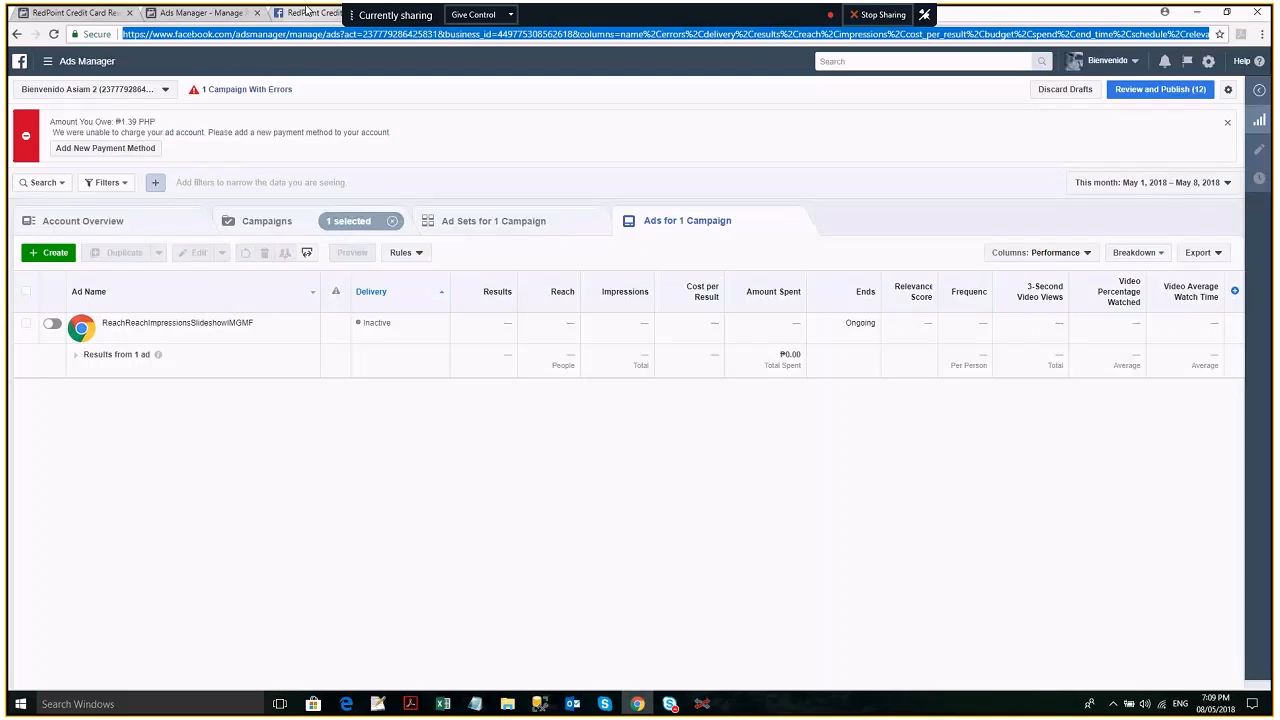 RedPoint Credit Card Re
Ads Manager - Manage
RedPoint Credit
Currently sharing
Give Control
Stop Sharing
Secure
https://www.facebook.com/adsmanager/manage/ads?act=237779286425831&business_id=449775308562618&columns=name%2Cerrors%2Cdelivery%2Cresults%2Creach%2Cimpressions%2Ccost_per_result%2Cbudget%2Cspend%2Cend_time%2Cschedule%2Creleva
Ads Manager
Search
Bienvenido
Help
Bienvenido Asiam 2 (2377792864...
1 Campaign With Errors
Discard Drafts
Review and Publish (12)
Amount You Owe: ₱1.39 PHP
We were unable to charge your ad account. Please add a new payment method to your account
Add New Payment Method
Search
Filters
Add filters to narrow the data you are seeing.
This month: May 1, 2018 – May 8, 2018
Account Overview
Campaigns
1 selected
Ad Sets for 1 Campaign
Ads for 1 Campaign
+ Create
Duplicate
Edit
Preview
Rules
Columns: Performance
Breakdown
Export
Ad Name
Delivery
Results
Reach
Impressions
Cost per Result
Amount Spent
Ends
Relevance Score
Frequenc
3-Second Video Views
Video Percentage Watched
Video Average Watch Time
ReachReachImpressionsSlideshowIMGMF
Inactive
—
—
—
—
—
Ongoing
—
—
—
—
—
Results from 1 ad
—
— People
— Total
—
₱0.00 Total Spent
— Per Person
— Total
— Average
— Average
Search Windows
ENG
7:09 PM
08/05/2018